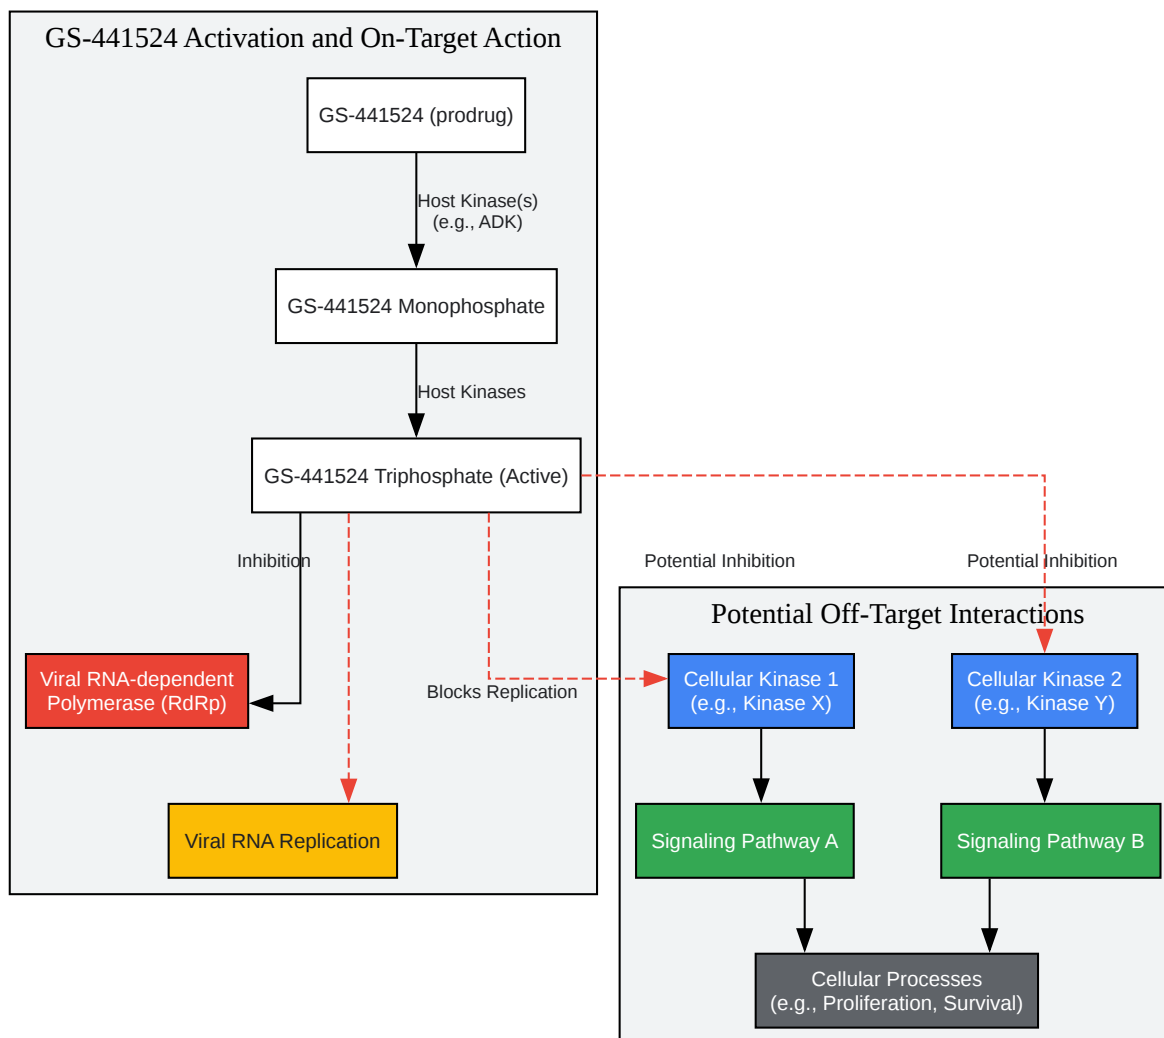 GS-441524 Activation and On-Target Action
GS-441524 (prodrug)
Host Kinase(s)
(e.g., ADK)
GS-441524 Monophosphate
Host Kinases
GS-441524 Triphosphate (Active)
Inhibition
Potential Inhibition
Potential Inhibition
Potential Off-Target Interactions
Viral RNA-dependent
Polymerase (RdRp)
Blocks Replication
Cellular Kinase 1
(e.g., Kinase X)
Cellular Kinase 2
(e.g., Kinase Y)
Viral RNA Replication
Signaling Pathway A
Signaling Pathway B
Cellular Processes
(e.g., Proliferation, Survival)